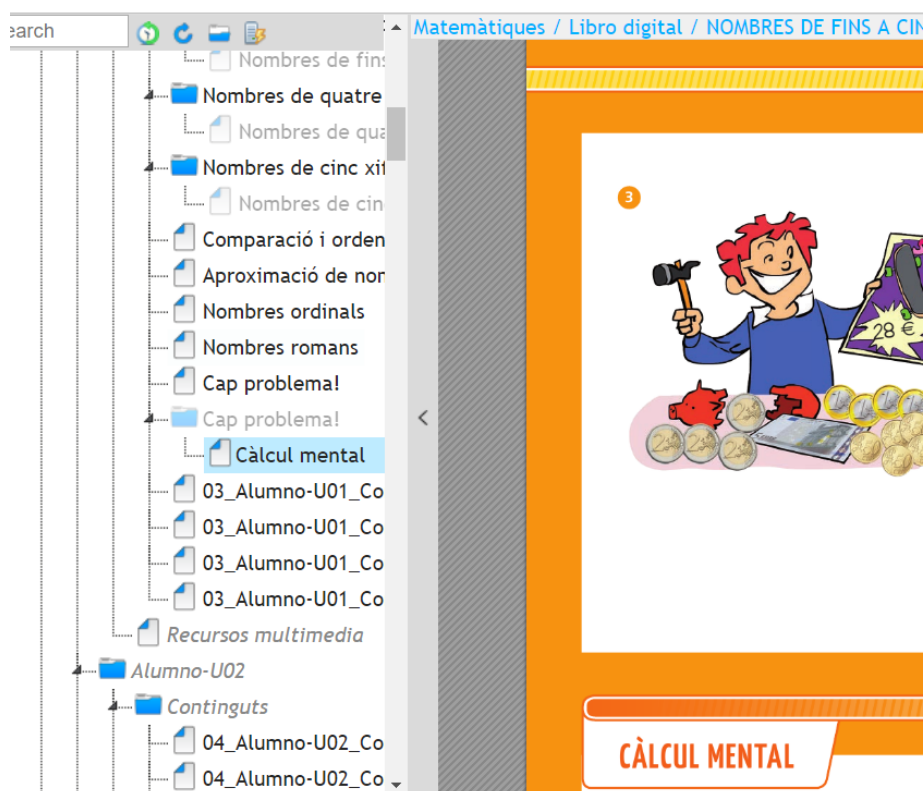 earch
Matemàtiques / Libro digital / NOMBRES DE FINS A CIN
Nombres de fins
Nombres de quatre
Nombres de qua
Nombres de cinc xif
Nombres de cin
Comparació i orden
Aproximació de nom
Nombres ordinals
Nombres romans
Cap problema!
Cap problema!
Càlcul mental
03_Alumno-U01_Co
03_Alumno-U01_Co
03_Alumno-U01_Co
03_Alumno-U01_Co
Recursos multimedia
Alumno-U02
Continguts
04_Alumno-U02_Co
04_Alumno-U02_Co
3
28 €
CÀLCUL MENTAL